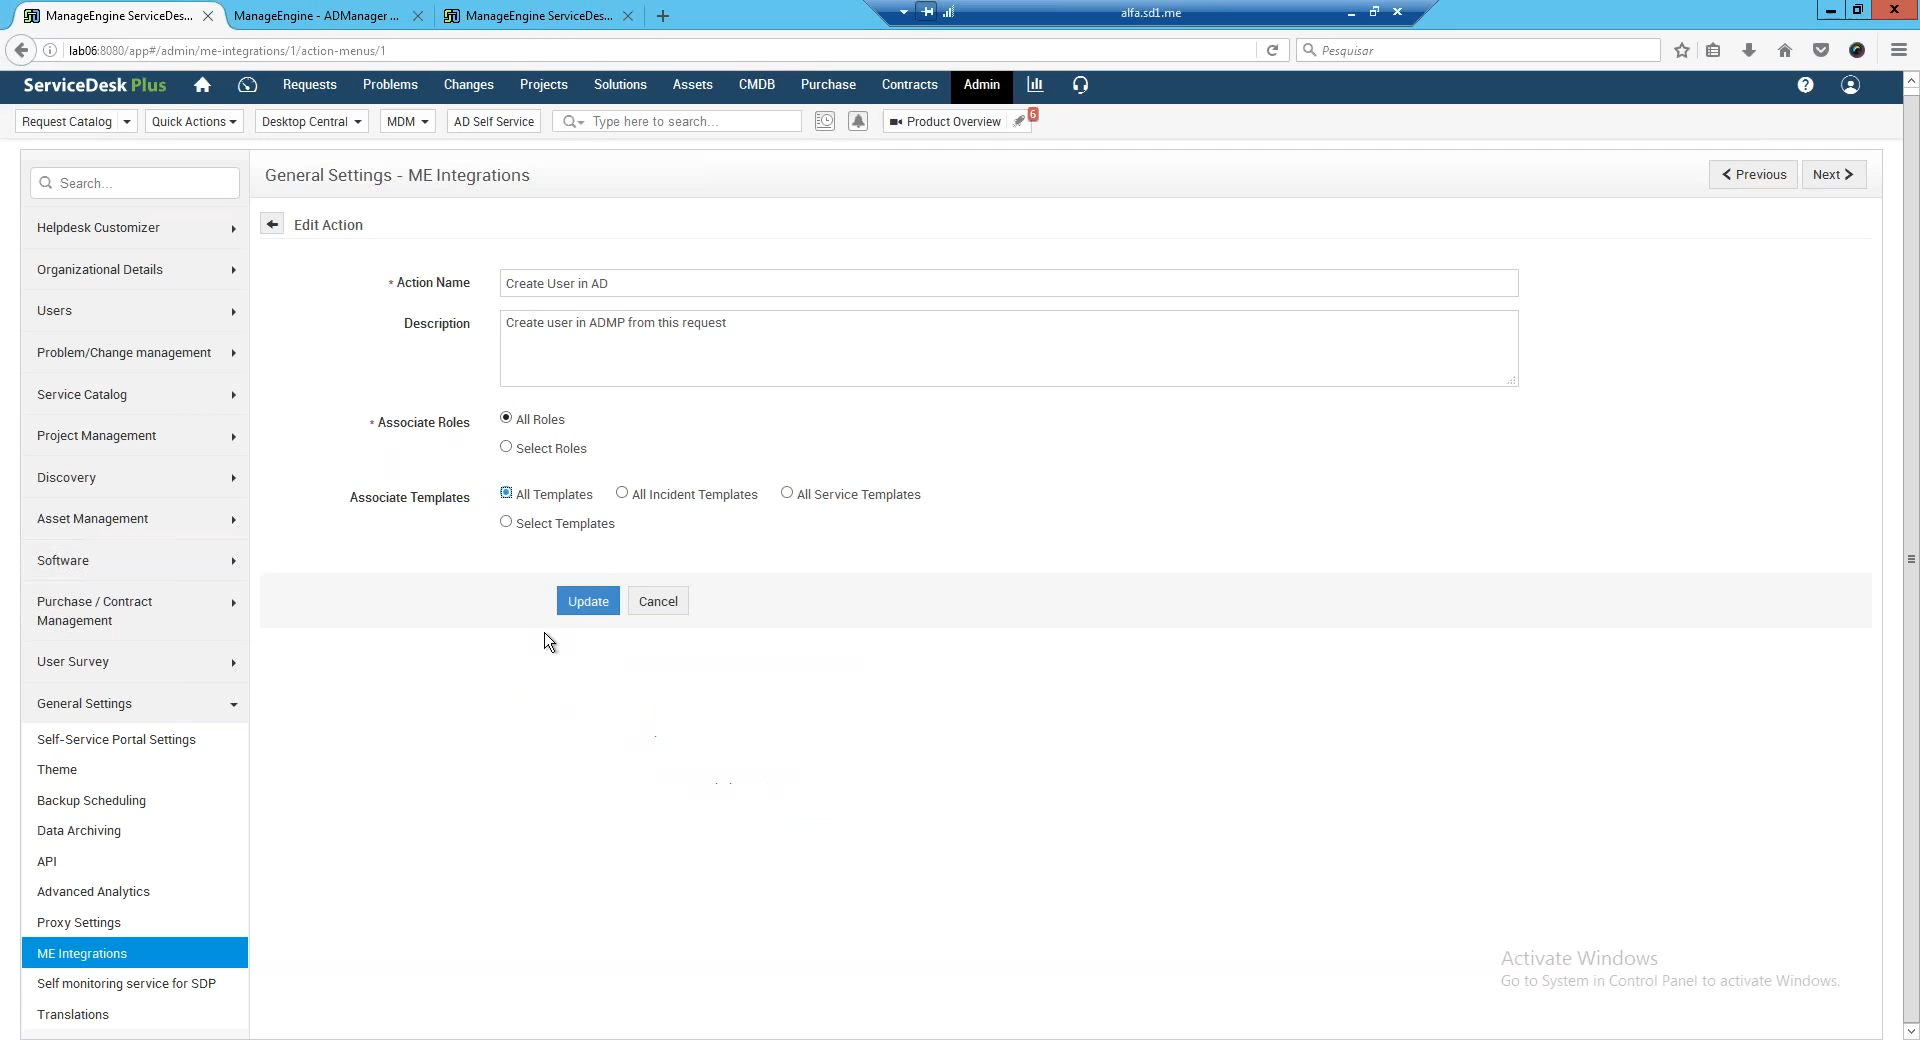 ManageEngine ServiceDes...
ManageEngine - ADManager ...
ManageEngine ServiceDes...
alfa.sd1.me
lab06:8080/app#/admin/me-integrations/1/action-menus/1
Pesquisar
ServiceDesk Plus
Requests
Problems
Changes
Projects
Solutions
Assets
CMDB
Purchase
Contracts
Admin
Request Catalog
Quick Actions
Desktop Central
MDM
AD Self Service
Type here to search...
Product Overview
6
Search...
General Settings - ME Integrations
Previous
Next
Edit Action
Helpdesk Customizer
Organizational Details
Users
Problem/Change management
Service Catalog
Project Management
Discovery
Asset Management
Software
Purchase / Contract
Management
User Survey
General Settings
Self-Service Portal Settings
Theme
Backup Scheduling
Data Archiving
API
Advanced Analytics
Proxy Settings
ME Integrations
Self monitoring service for SDP
Translations
* Action Name
Create User in AD
Description
Create user in ADMP from this request
* Associate Roles
All Roles
Select Roles
Associate Templates
All Templates
All Incident Templates
All Service Templates
Select Templates
Update
Cancel
Activate Windows
Go to System in Control Panel to activate Windows.